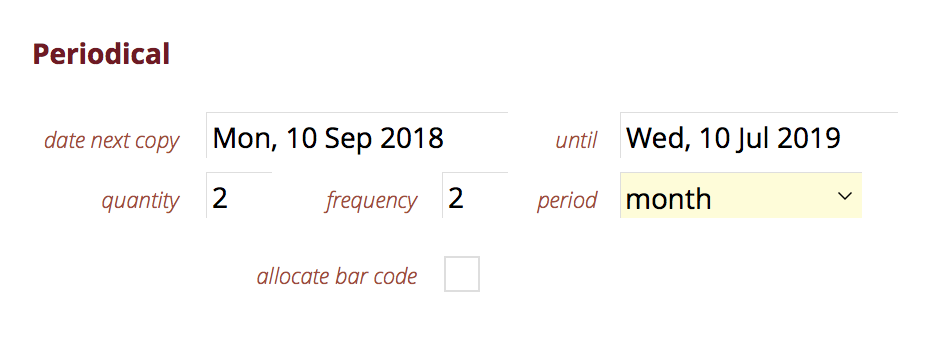 Periodical
date next copy Mon, 10 Sep 2018 until Wed, 10 Jul 2019
quantity 2 frequency 2 period month
allocate bar code